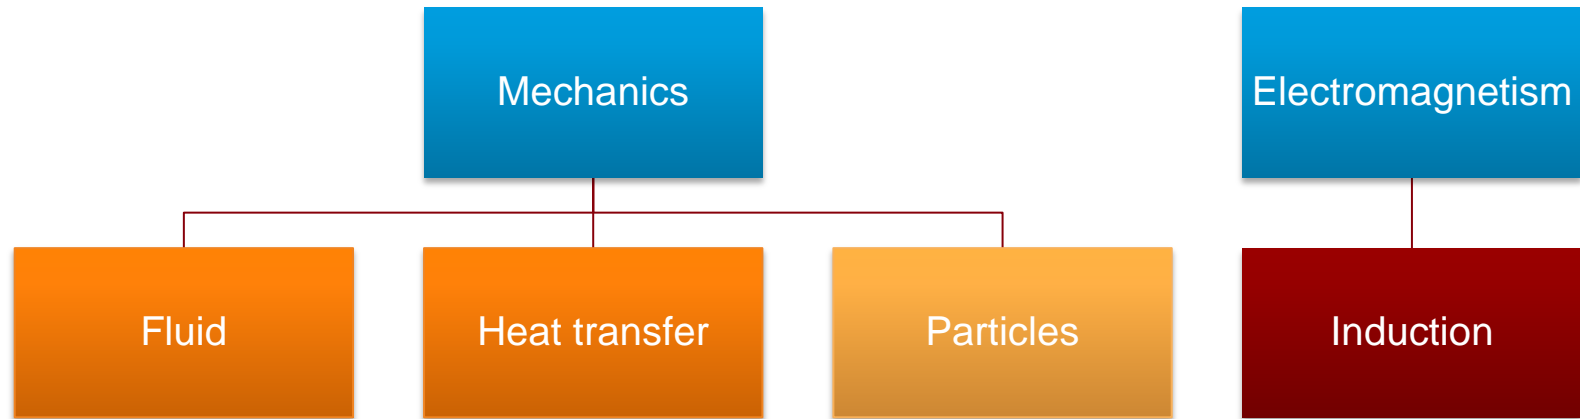 Mechanics
Electromagnetism
Fluid
Heat transfer
Particles
Induction